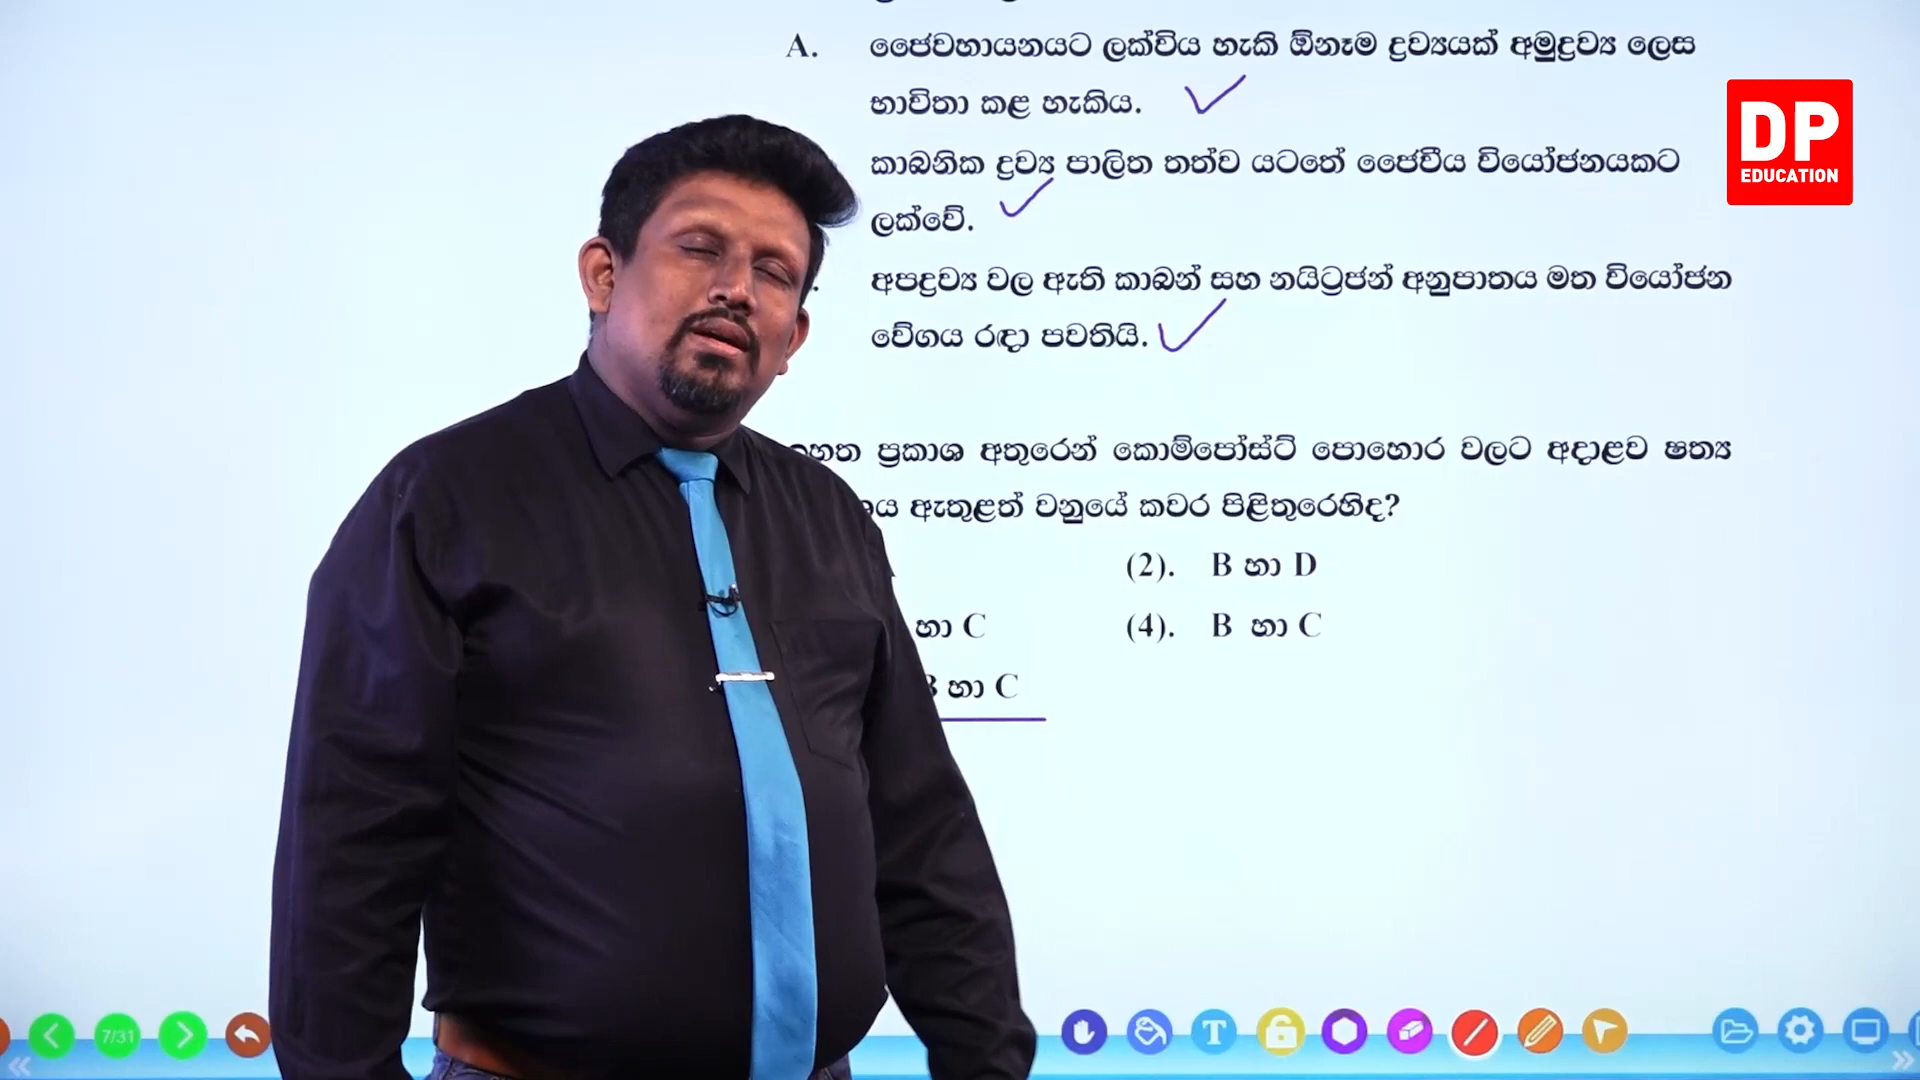 A. ජෛවහායනයට ලක්විය හැකි ඕනෑම ද්‍රව්‍යයක් අමුද්‍රව්‍ය ලෙස
භාවිතා කළ හැකිය.
කාබනික ද්‍රව්‍ය පාලිත තත්ව යටතේ ජෛවීය වියෝජනයකට
ලක්වේ.
අපද්‍රව්‍ය වල ඇති කාබන් සහ නයිට්‍රජන් අනුපාතය මත වියෝජන
වේගය රඳා පවතියි.
ප්‍රකාශ අතුරෙන් කොම්පෝස්ට් පොහොර වලට අදාළව ෂත්‍ය
ඇතුළත් වනුයේ කවර පිළිතුරෙහිද?
(2). B හා D
හා C (4). B හා C
B හා C
DP
EDUCATION
7/31
T